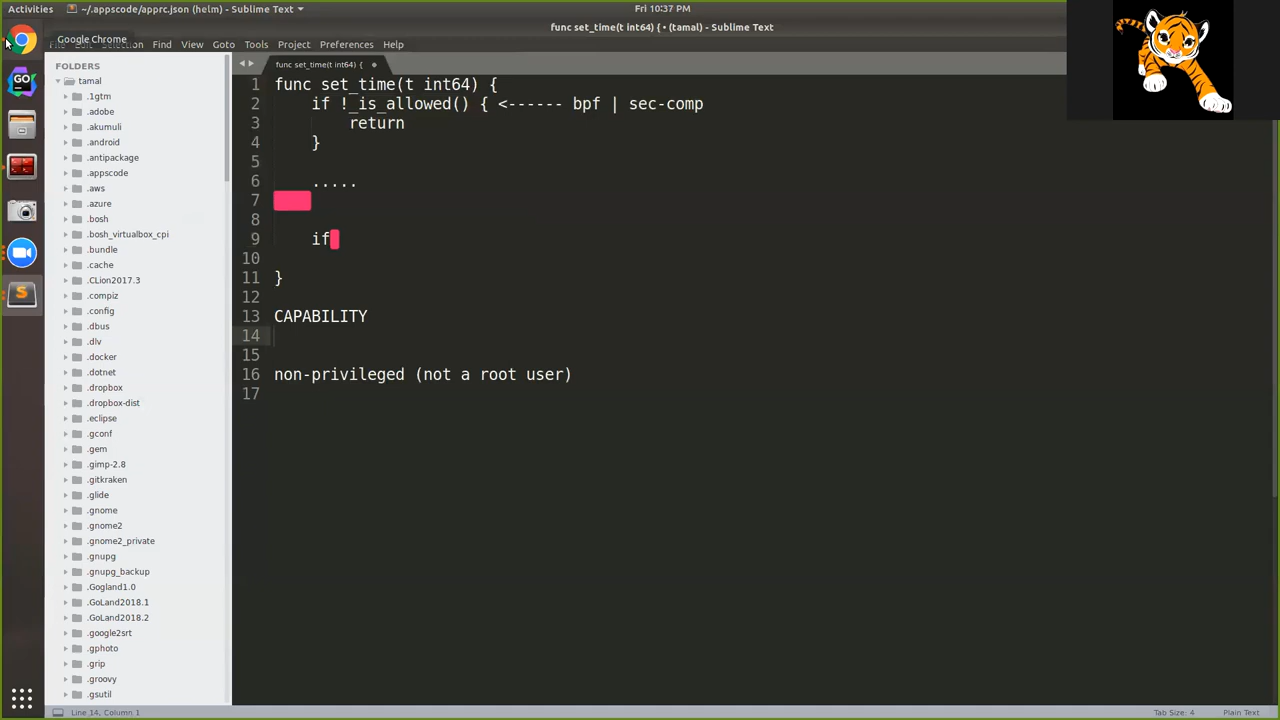 Activities
~/.appscode/apprc.json (helm) - Sublime Text
Fri 10:37 PM
func set_time(t int64) { • (tamal) - Sublime Text
Google Chrome
Selection Find View Goto Tools Project Preferences Help
FOLDERS
func set_time(t int64) {
tamal
.1gtm
.adobe
.akumuli
.android
.antipackage
.appscode
.aws
.azure
.bosh
.bosh_virtualbox_cpi
.bundle
.cache
.CLion2017.3
.compiz
.config
.dbus
.dlv
.docker
.dotnet
.dropbox
.dropbox-dist
.eclipse
.gconf
.gem
.gimp-2.8
.gitkraken
.glide
.gnome
.gnome2
.gnome2_private
.gnupg
.gnupg_backup
.Gogland1.0
.GoLand2018.1
.GoLand2018.2
.google2srt
.gphoto
.grip
.groovy
.gsutil
1 func set_time(t int64) {
2 if !_is_allowed() { <------ bpf | sec-comp
3 return
4 }
5
6 .....
7
8
9 if
10
11 }
12
13 CAPABILITY
14
15
16 non-privileged (not a root user)
17
GO
S
Line 14, Column 1
Tab Size: 4
Plain Text